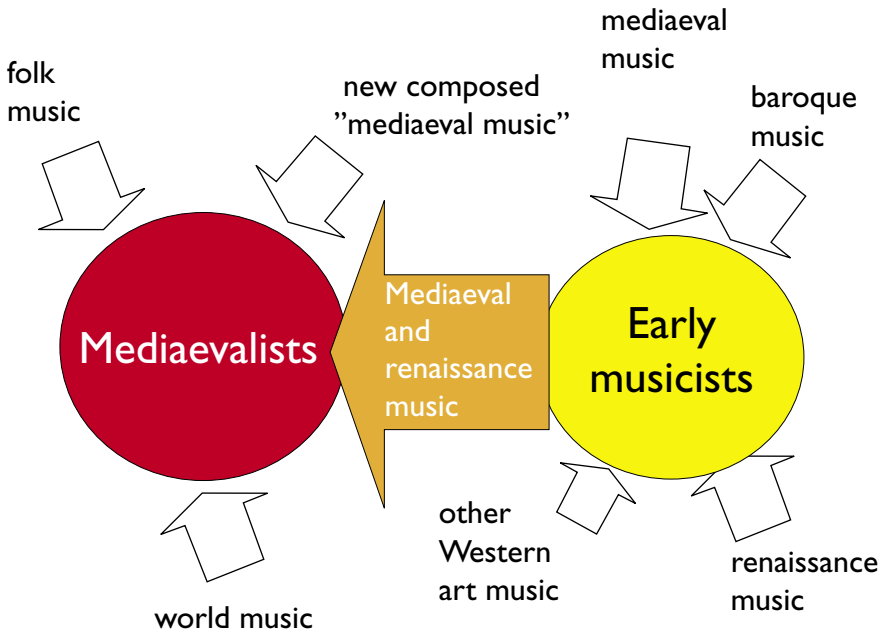 mediaeval
music
folk
music
new composed
”mediaeval music”
baroque
music
Mediaevalists
Mediaeval
and
renaissance
music
Early
musicists
other
Western
art music
renaissance
music
world music